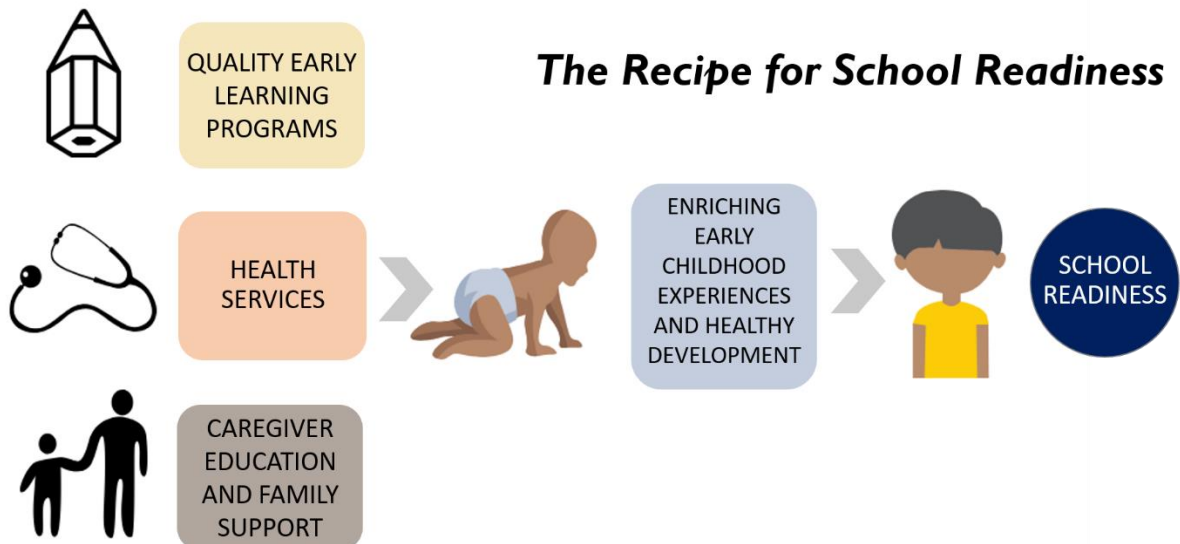 The Recipe for School Readiness
QUALITY EARLY
LEARNING
PROGRAMS
HEALTH
SERVICES
CAREGIVER
EDUCATION
AND FAMILY
SUPPORT
ENRICHING
EARLY
CHILDHOOD
EXPERIENCES
AND HEALTHY
DEVELOPMENT
SCHOOL
READINESS